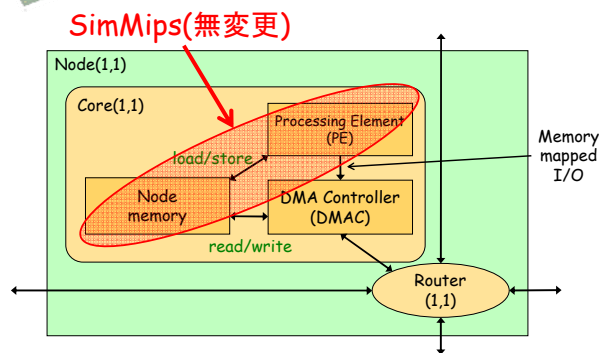 SimMips(無変更)
Node(1,1)
Core(1,1)
Processing Element
(PE)
load/store
Memory
mapped
I/O
Node
memory
DMA Controller
(DMAC)
read/write
Router
(1,1)